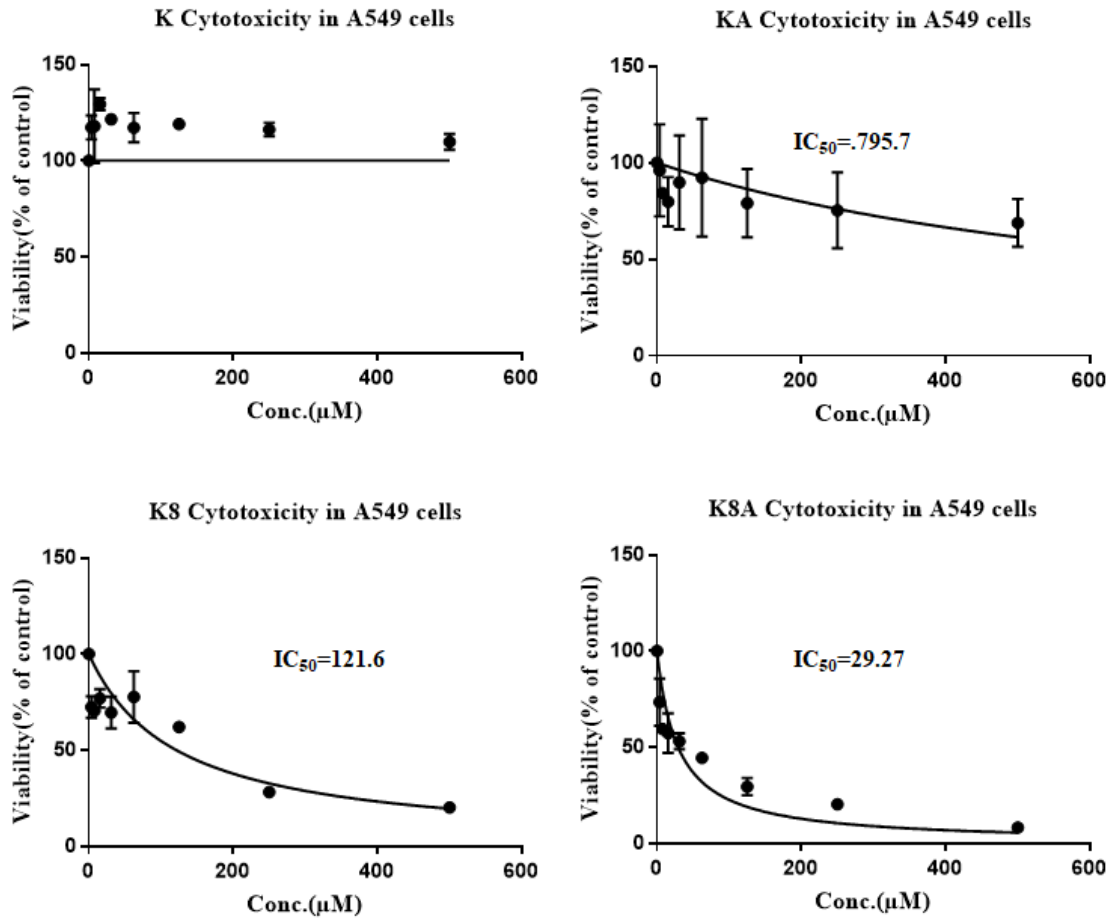 K Cytotoxicity in A549 cells
150
100
50
0
Viability(% of control)
0 200 400 600
Conc.(µM)
KA Cytotoxicity in A549 cells
150
100
50
0
Viability(% of control)
IC₅₀=.795.7
0 200 400 600
Conc.(µM)
K8 Cytotoxicity in A549 cells
150
100
50
0
Viability(% of control)
IC₅₀=121.6
0 200 400 600
Conc.(µM)
K8A Cytotoxicity in A549 cells
150
100
50
0
Viability(% of control)
IC₅₀=29.27
0 200 400 600
Conc.(µM)